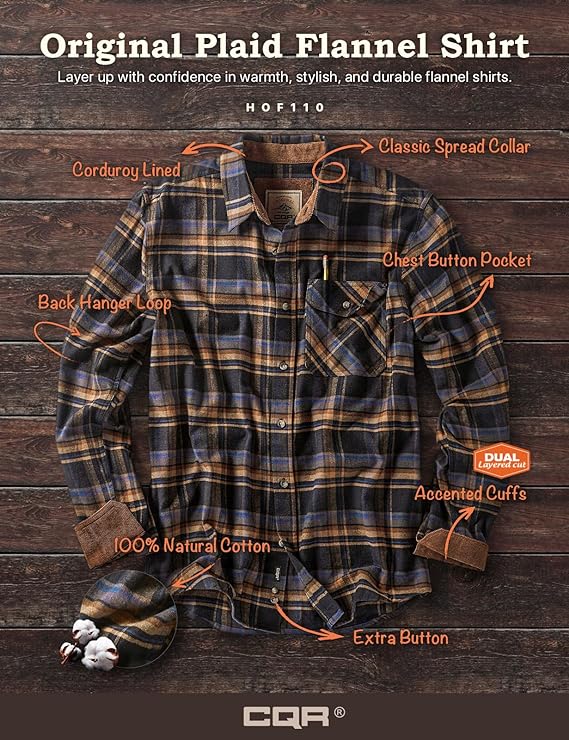 Original Plaid Flannel Shirt
Layer up with confidence in warmth, stylish, and durable flannel shirts.
HOF110
Classic Spread Collar
Corduroy Lined
CQR
Chest Button Pocket
Back Hanger Loop
DUAL
Layered cut
Accented Cuffs
100% Natural Cotton
Extra Button
CQR®